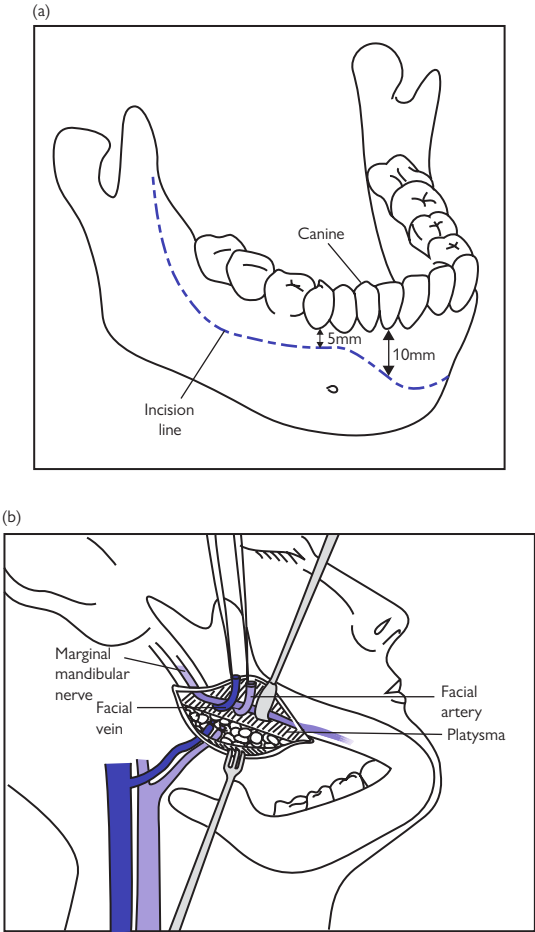 (a)
Canine
5mm
10mm
Incision
line
(b)
Marginal
mandibular
nerve
Facial
vein
Facial
artery
Platysma